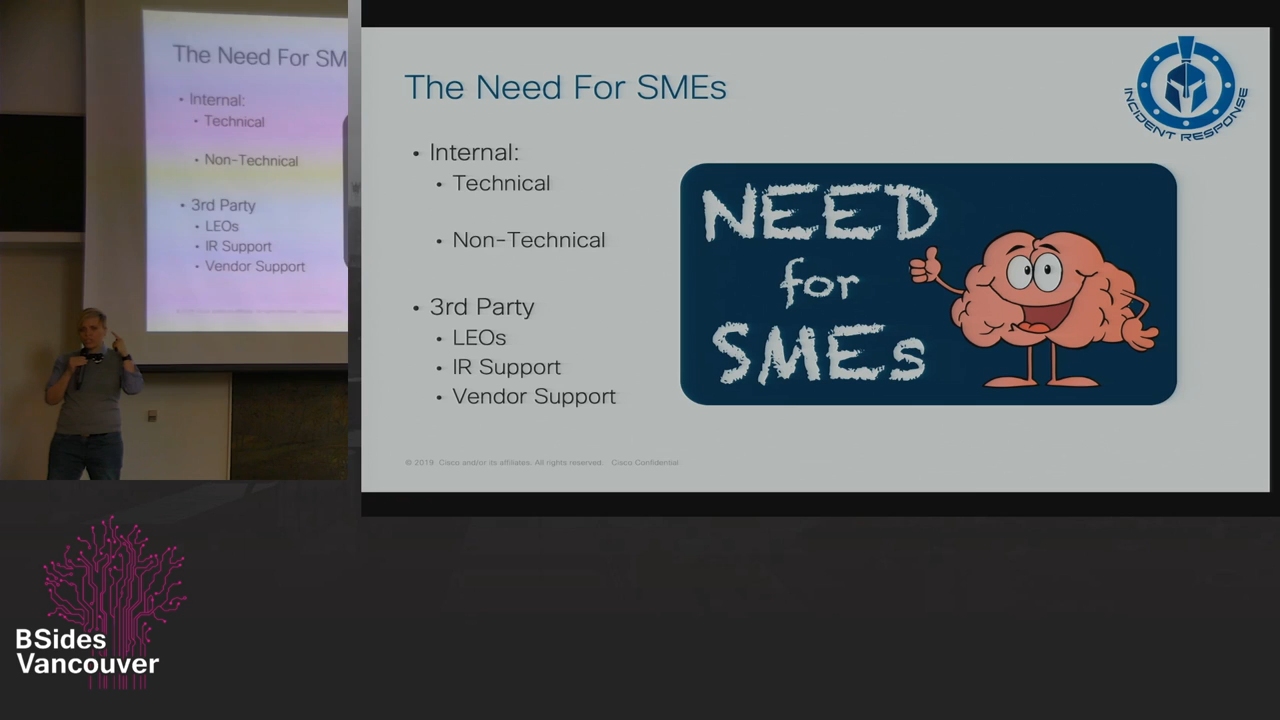 The Need For SM
• Internal:
• Technical
• Non-Technical
• 3rd Party
• LEOs
• IR Support
• Vendor Support
The Need For SMEs
INCIDENT RESPONSE
• Internal:
• Technical
• Non-Technical
• 3rd Party
• LEOs
• IR Support
• Vendor Support
NEED
for
SMEs
© 2019 Cisco and/or its affiliates. All rights reserved. Cisco Confidential
BSides
Vancouver